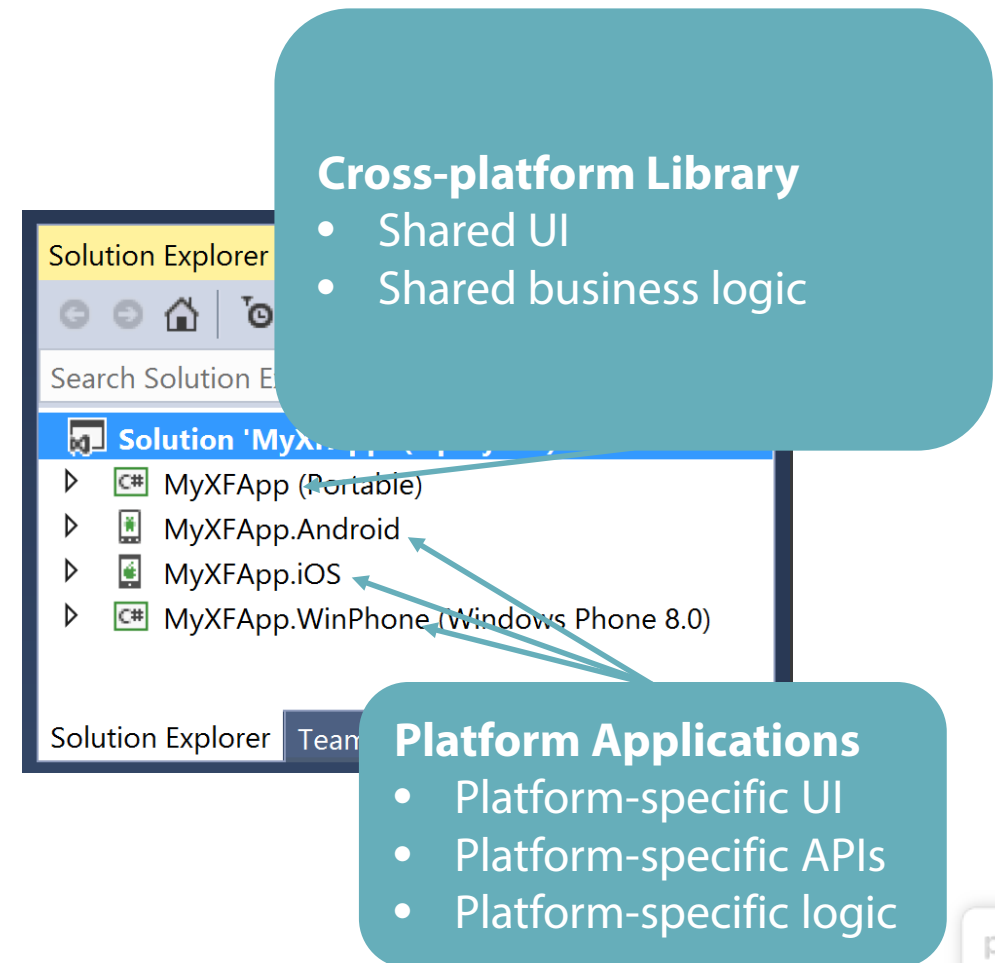 Cross-platform Library
• Shared UI
• Shared business logic
Solution Explorer
Search Solution
Solution
MyXFApp (Portable)
MyXFApp.Android
MyXFApp.iOS
MyXFApp.WinPhone (Windows Phone 8.0)
Solution Explorer
Platform Applications
• Platform-specific UI
• Platform-specific APIs
• Platform-specific logic